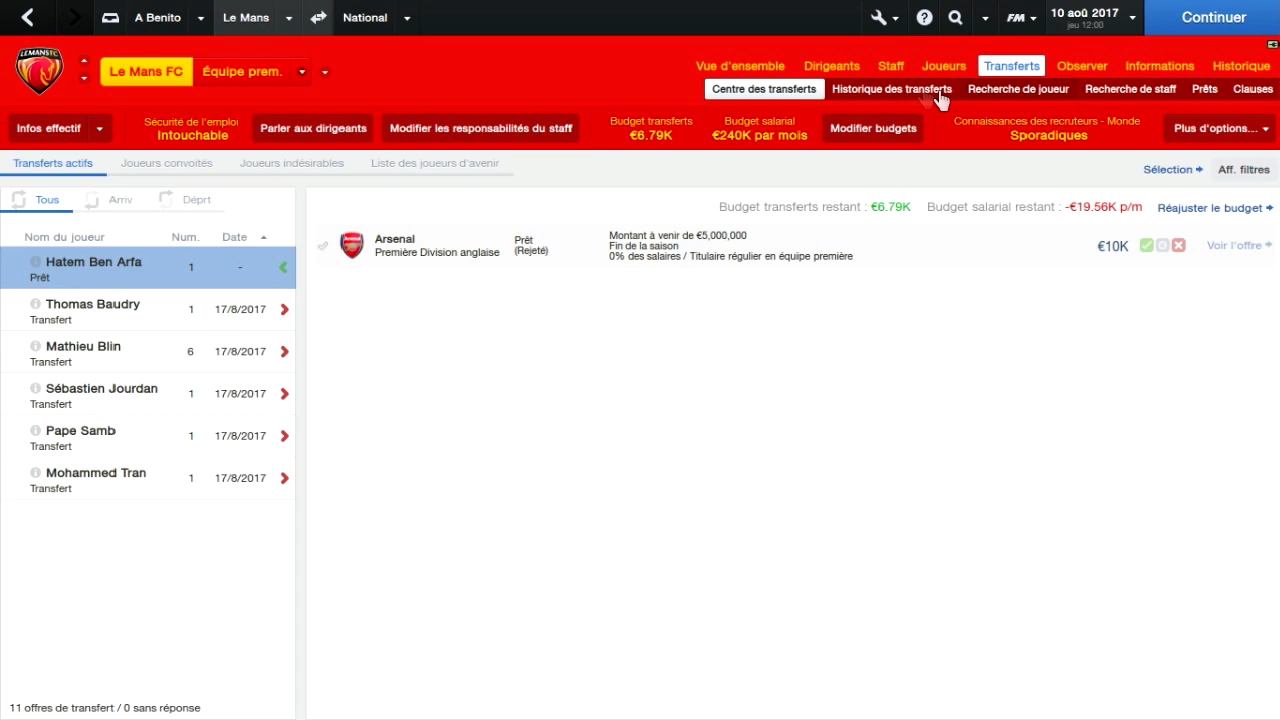 A Benito
Le Mans
National
FM
10 aoû 2017
jeu 12:00
Continuer
LE MANS FC
Le Mans FC
Équipe prem.
Vue d'ensemble
Dirigeants
Staff
Joueurs
Transferts
Observer
Informations
Historique
Centre des transferts
Historique des transferts
Recherche de joueur
Recherche de staff
Prêts
Clauses
Infos effectif
Sécurité de l'emploi
Intouchable
Parler aux dirigeants
Modifier les responsabilités du staff
Budget transferts
€6.79K
Budget salarial
€240K par mois
Modifier budgets
Connaissances des recruteurs - Monde
Sporadiques
Plus d'options...
Transferts actifs
Joueurs convoités
Joueurs indésirables
Liste des joueurs d'avenir
Sélection
Aff. filtres
Tous
Arriv
Déprt
Budget transferts restant : €6.79K
Budget salarial restant : -€19.56K p/m
Réajuster le budget
Nom du joueur
Num.
Date
Hatem Ben Arfa
Prêt
1
-
Thomas Baudry
Transfert
1
17/8/2017
Mathieu Blin
Transfert
6
17/8/2017
Sébastien Jourdan
Transfert
1
17/8/2017
Pape Samb
Transfert
1
17/8/2017
Mohammed Tran
Transfert
1
17/8/2017
Arsenal
Première Division anglaise
Prêt
(Rejeté)
Montant à venir de €5,000,000
Fin de la saison
0% des salaires / Titulaire régulier en équipe première
€10K
Voir l'offre
11 offres de transfert / 0 sans réponse